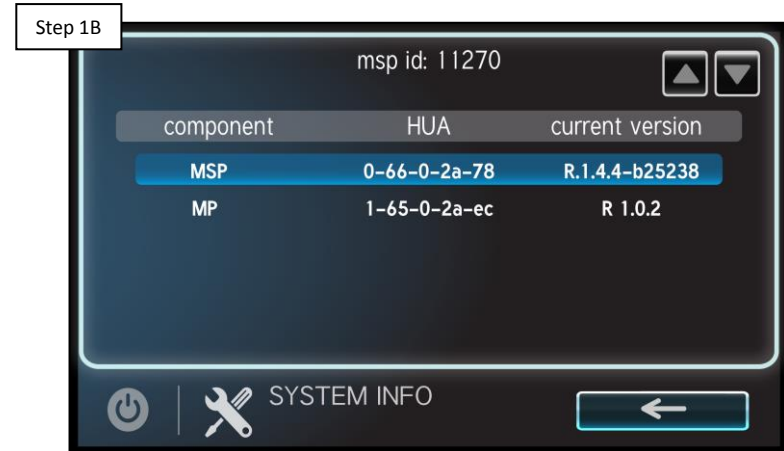 Step 1B
msp id: 11270
component HUA current version
MSP 0-66-0-2a-78 R.1.4.4-b25238
MP 1-65-0-2a-ec R 1.0.2
SYSTEM INFO